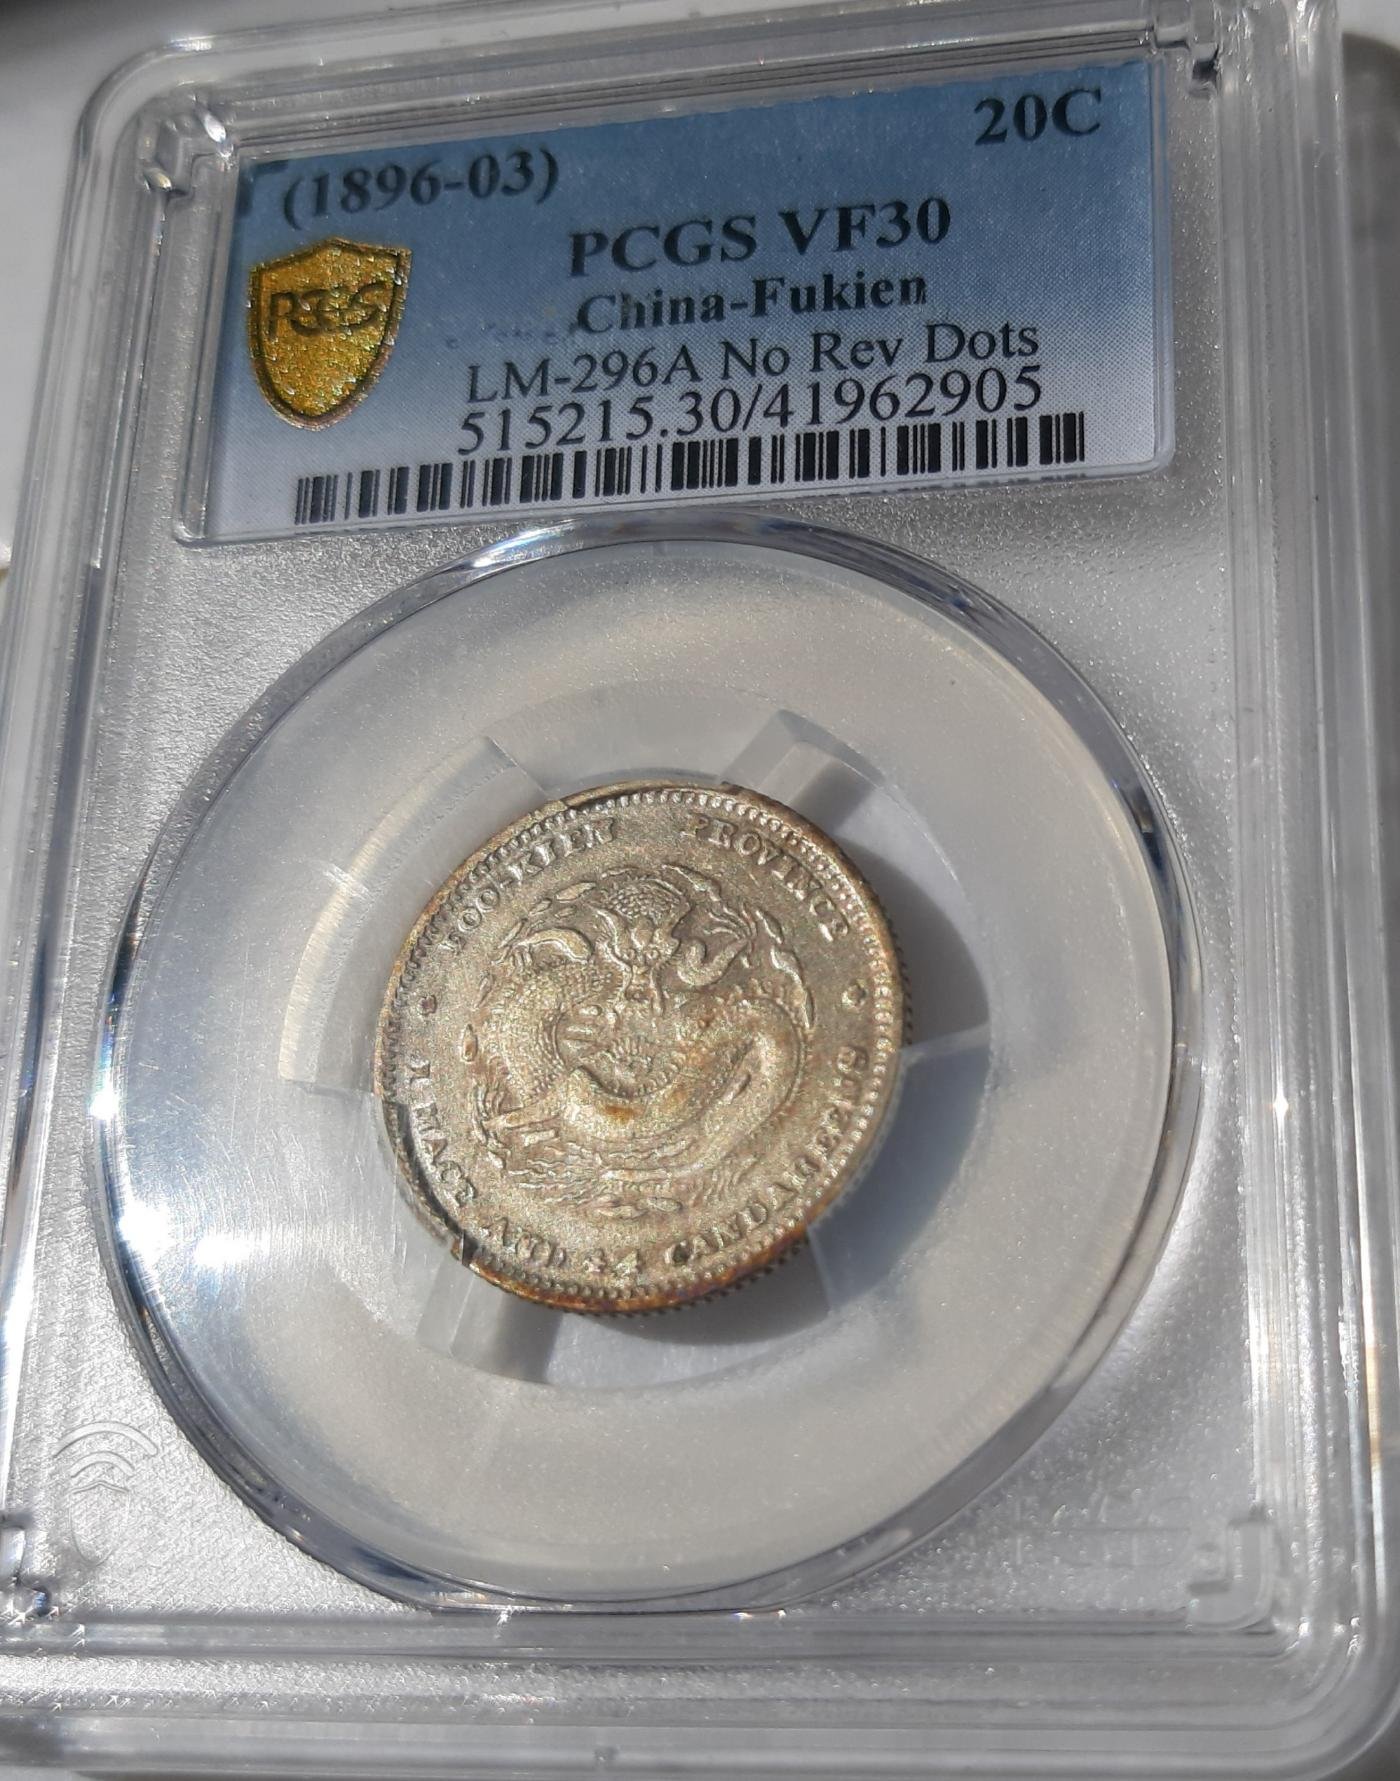 (1896-03) 20C
PCGS VF30
China-Fukien
LM-296A No Rev Dots
515215.30/41962905
PCGS
FOO-KIEN PROVINCE
1 MACE AND 4.4 CANDAREENS